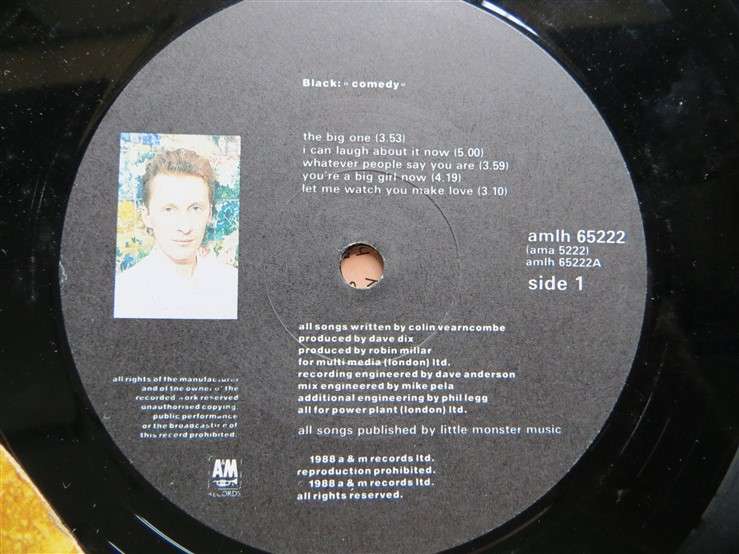 Black: "comedy"
the big one (3.53)
i can laugh about it now (5.00)
whatever people say you are (3.59)
you're a big girl now (4.19)
let me watch you make love (3.10)
amlh 65222
(ama 5222)
amlh 65222A
side 1
all songs written by colin vearncombe
produced by dave dix
produced by robin millar
for multi media (london) ltd.
recording engineered by dave anderson
mix engineered by mike pela
additional engineering by phil legg
all for power plant (london) ltd.
all songs published by little monster music
1988 a & m records ltd.
reproduction prohibited.
1988 a & m records ltd.
all rights reserved.
all rights of the manufacturer
and of the owner of the
recorded work reserved
unauthorised copying,
public performance
or the broadcasting of
this record prohibited.
A&M
RECORDS